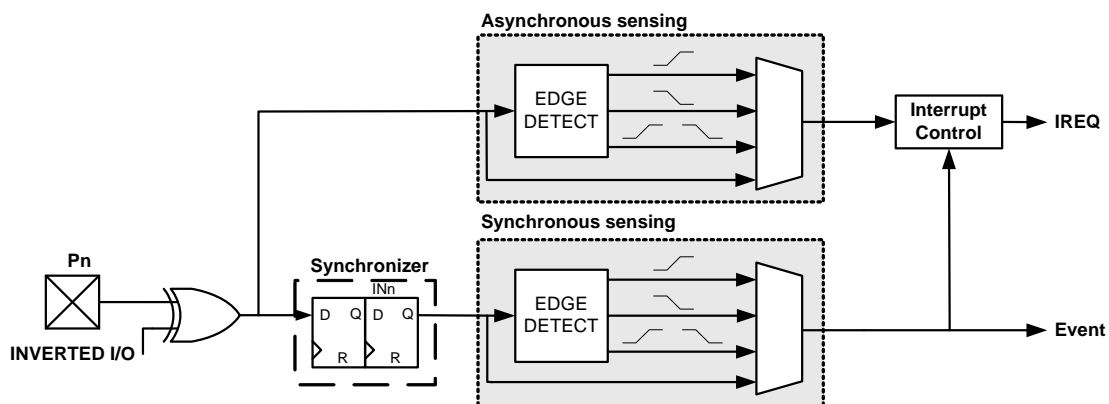 Asynchronous sensing
EDGE
DETECT
Interrupt
Control
IREQ
Synchronous sensing
Pn
Synchronizer
INn
D Q D Q
R R
EDGE
DETECT
INVERTED I/O
Event